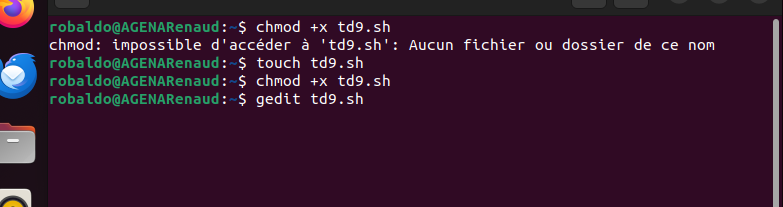 robaldo@AGENARenaud:~$ chmod +x td9.sh
chmod: impossible d'accéder à 'td9.sh': Aucun fichier ou dossier de ce nom
robaldo@AGENARenaud:~$ touch td9.sh
robaldo@AGENARenaud:~$ chmod +x td9.sh
robaldo@AGENARenaud:~$ gedit td9.sh